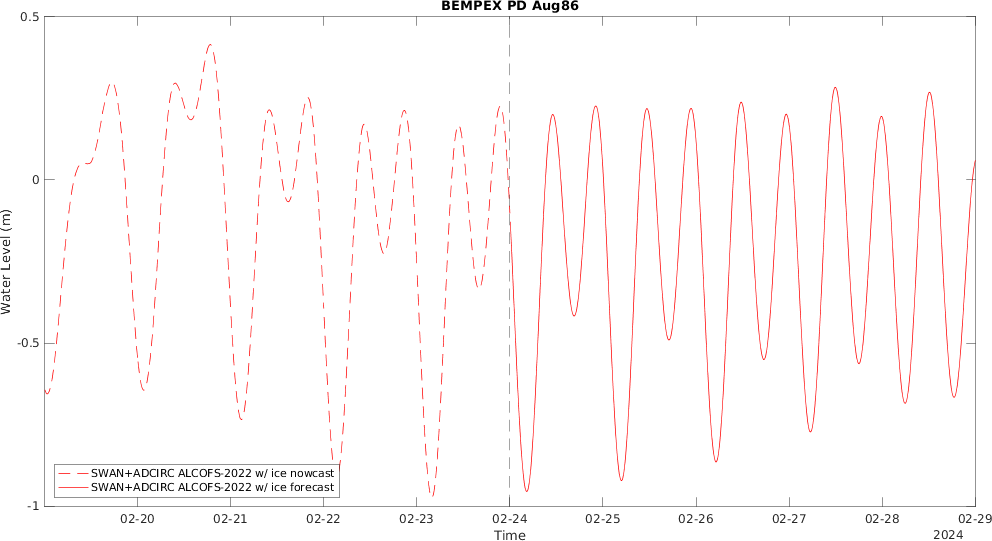 BEMPEX PD Aug86
0.5
0
-0.5
-1
Water Level (m)
SWAN+ADCIRC ALCOFS-2022 w/ ice nowcast
SWAN+ADCIRC ALCOFS-2022 w/ ice forecast
02-20 02-21 02-22 02-23 02-24 02-25 02-26 02-27 02-28 02-29
Time
2024